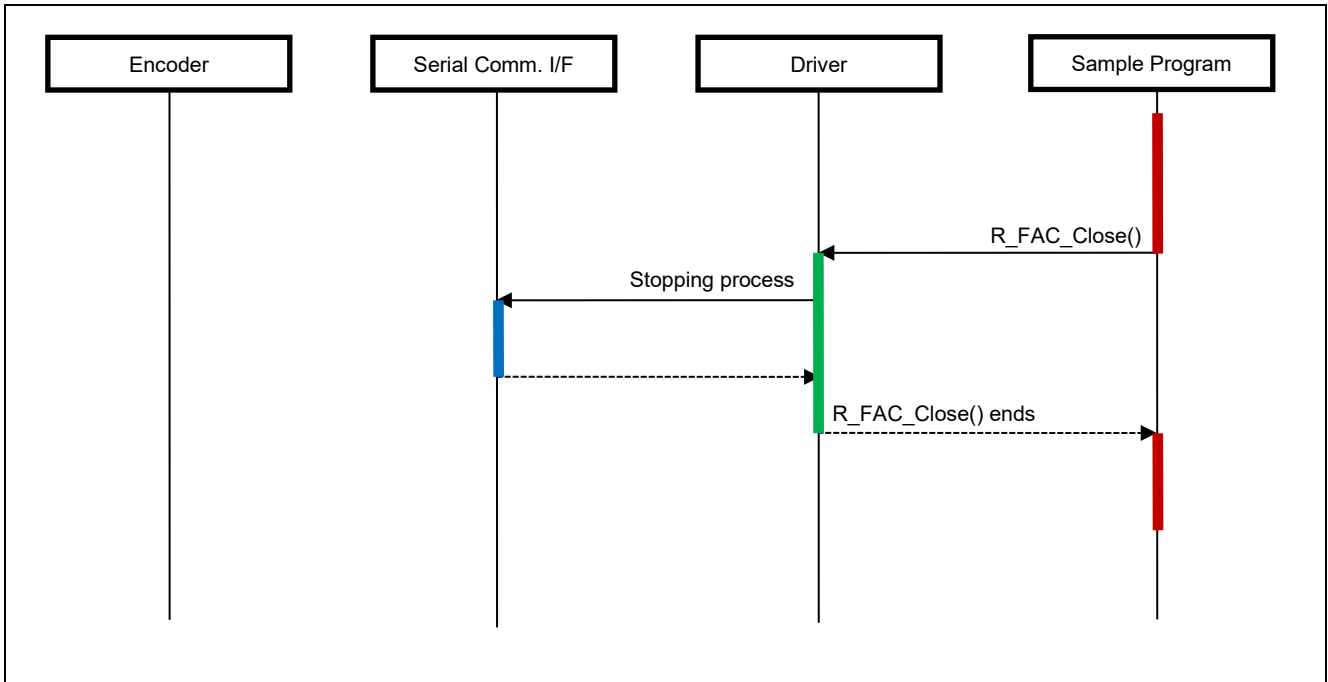 Encoder
Serial Comm. I/F
Driver
Sample Program
R_FAC_Close()
Stopping process
R_FAC_Close() ends